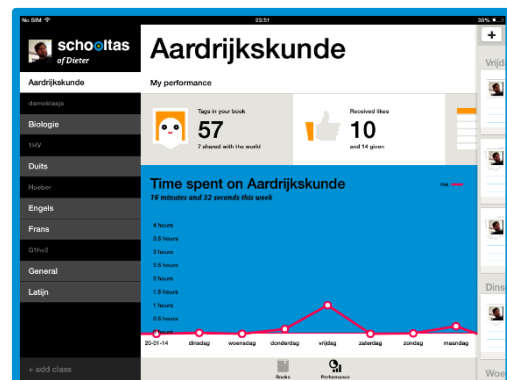 No SIM
23:51
schooltas
of Dieter
Aardrijkskunde
demoklasje
Biologie
1HV
Duits
Hueber
Engels
Frans
G1hv2
General
Latijn
+ add class
Aardrijkskunde
My performance
Tags in your book
57
7 shared with the world
Received likes
10
and 14 given
Time spent on Aardrijkskunde
16 minutes and 32 seconds this week
me
4 hours
3.5 hours
3 hours
2.5 hours
2 hours
1.5 hours
1 hours
0.5 hours
hours
20-01-14 dinsdag woensdag donderdag vrijdag zaterdag zondag maandag
Books
Performance
+
Vrijd
Dins
Woe